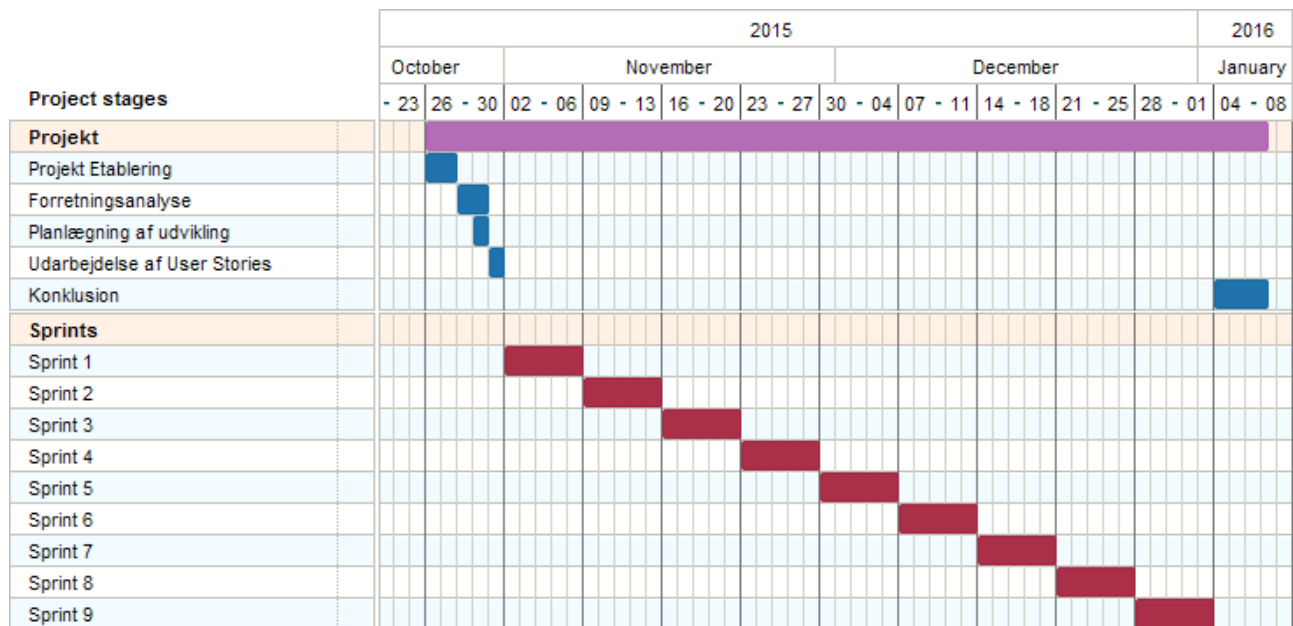 2015 2016
October November December January
Project stages - 23 26 - 30 02 - 06 09 - 13 16 - 20 23 - 27 30 - 04 07 - 11 14 - 18 21 - 25 28 - 01 04 - 08
Projekt
Projekt Etablering
Forretningsanalyse
Planlægning af udvikling
Udarbejdelse af User Stories
Konklusion
Sprints
Sprint 1
Sprint 2
Sprint 3
Sprint 4
Sprint 5
Sprint 6
Sprint 7
Sprint 8
Sprint 9